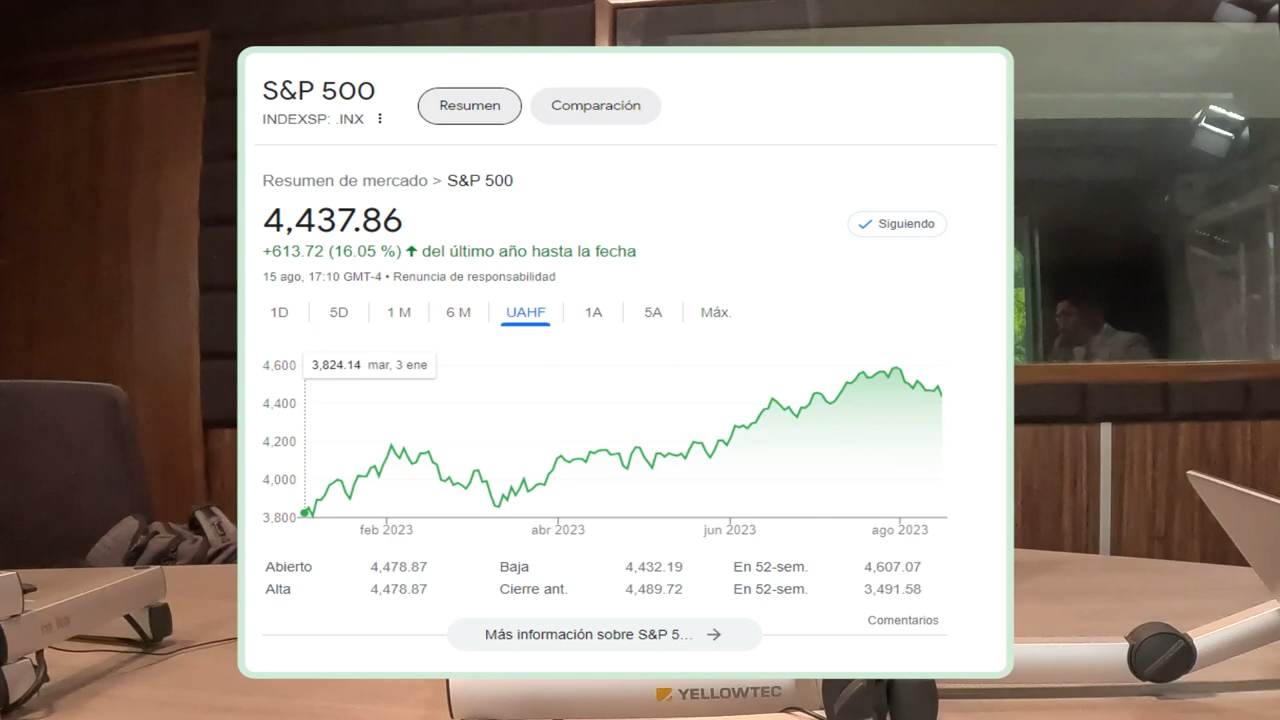 S&P 500
INDEXSP: .INX
Resumen
Comparación
Resumen de mercado > S&P 500
4,437.86
Siguiendo
+613.72 (16.05 %) ↑ del último año hasta la fecha
15 ago, 17:10 GMT-4 • Renuncia de responsabilidad
1D 5D 1 M 6 M UAHF 1A 5A Máx.
3,824.14 mar, 3 ene
4,600
4,400
4,200
4,000
3,800
feb 2023 abr 2023 jun 2023 ago 2023
Abierto 4,478.87 Baja 4,432.19 En 52-sem. 4,607.07
Alta 4,478.87 Cierre ant. 4,489.72 En 52-sem. 3,491.58
Comentarios
Más información sobre S&P 5... →
YELLOWTEC